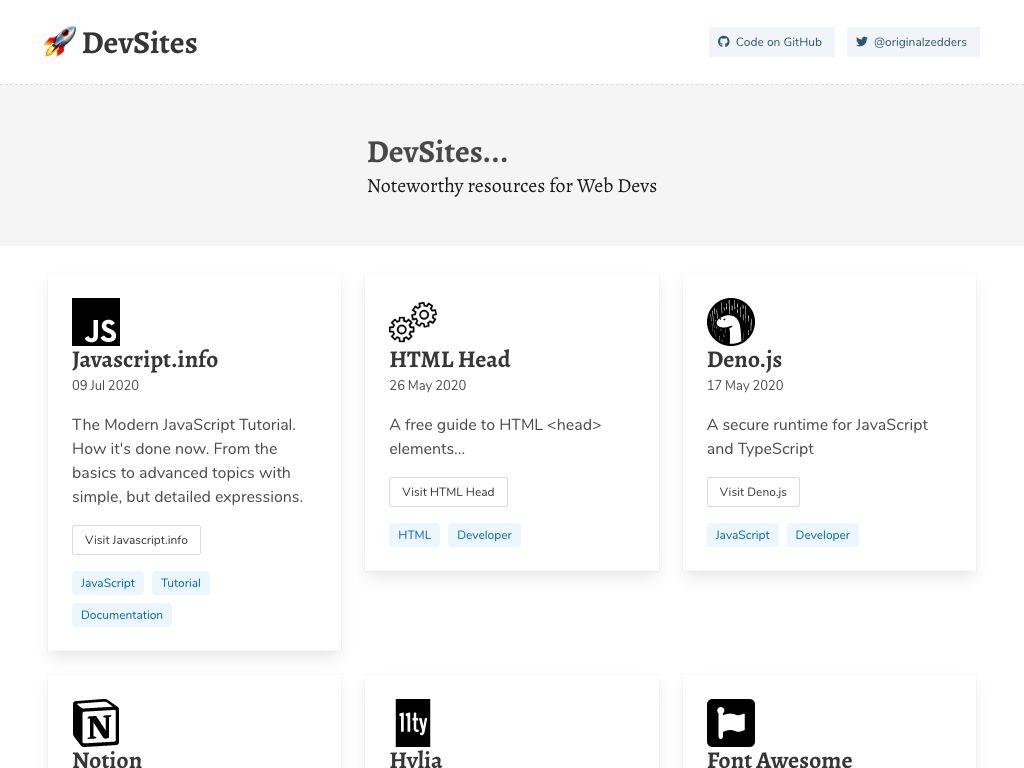 DevSites
Code on GitHub
@originalzedders
DevSites...
Noteworthy resources for Web Devs
JS
Javascript.info
09 Jul 2020
The Modern JavaScript Tutorial.
How it's done now. From the
basics to advanced topics with
simple, but detailed expressions.
Visit Javascript.info
JavaScript
Tutorial
Documentation
HTML Head
26 May 2020
A free guide to HTML <head>
elements...
Visit HTML Head
HTML
Developer
Deno.js
17 May 2020
A secure runtime for JavaScript
and TypeScript
Visit Deno.js
JavaScript
Developer
N
Notion
11ty
Hylia
Font Awesome